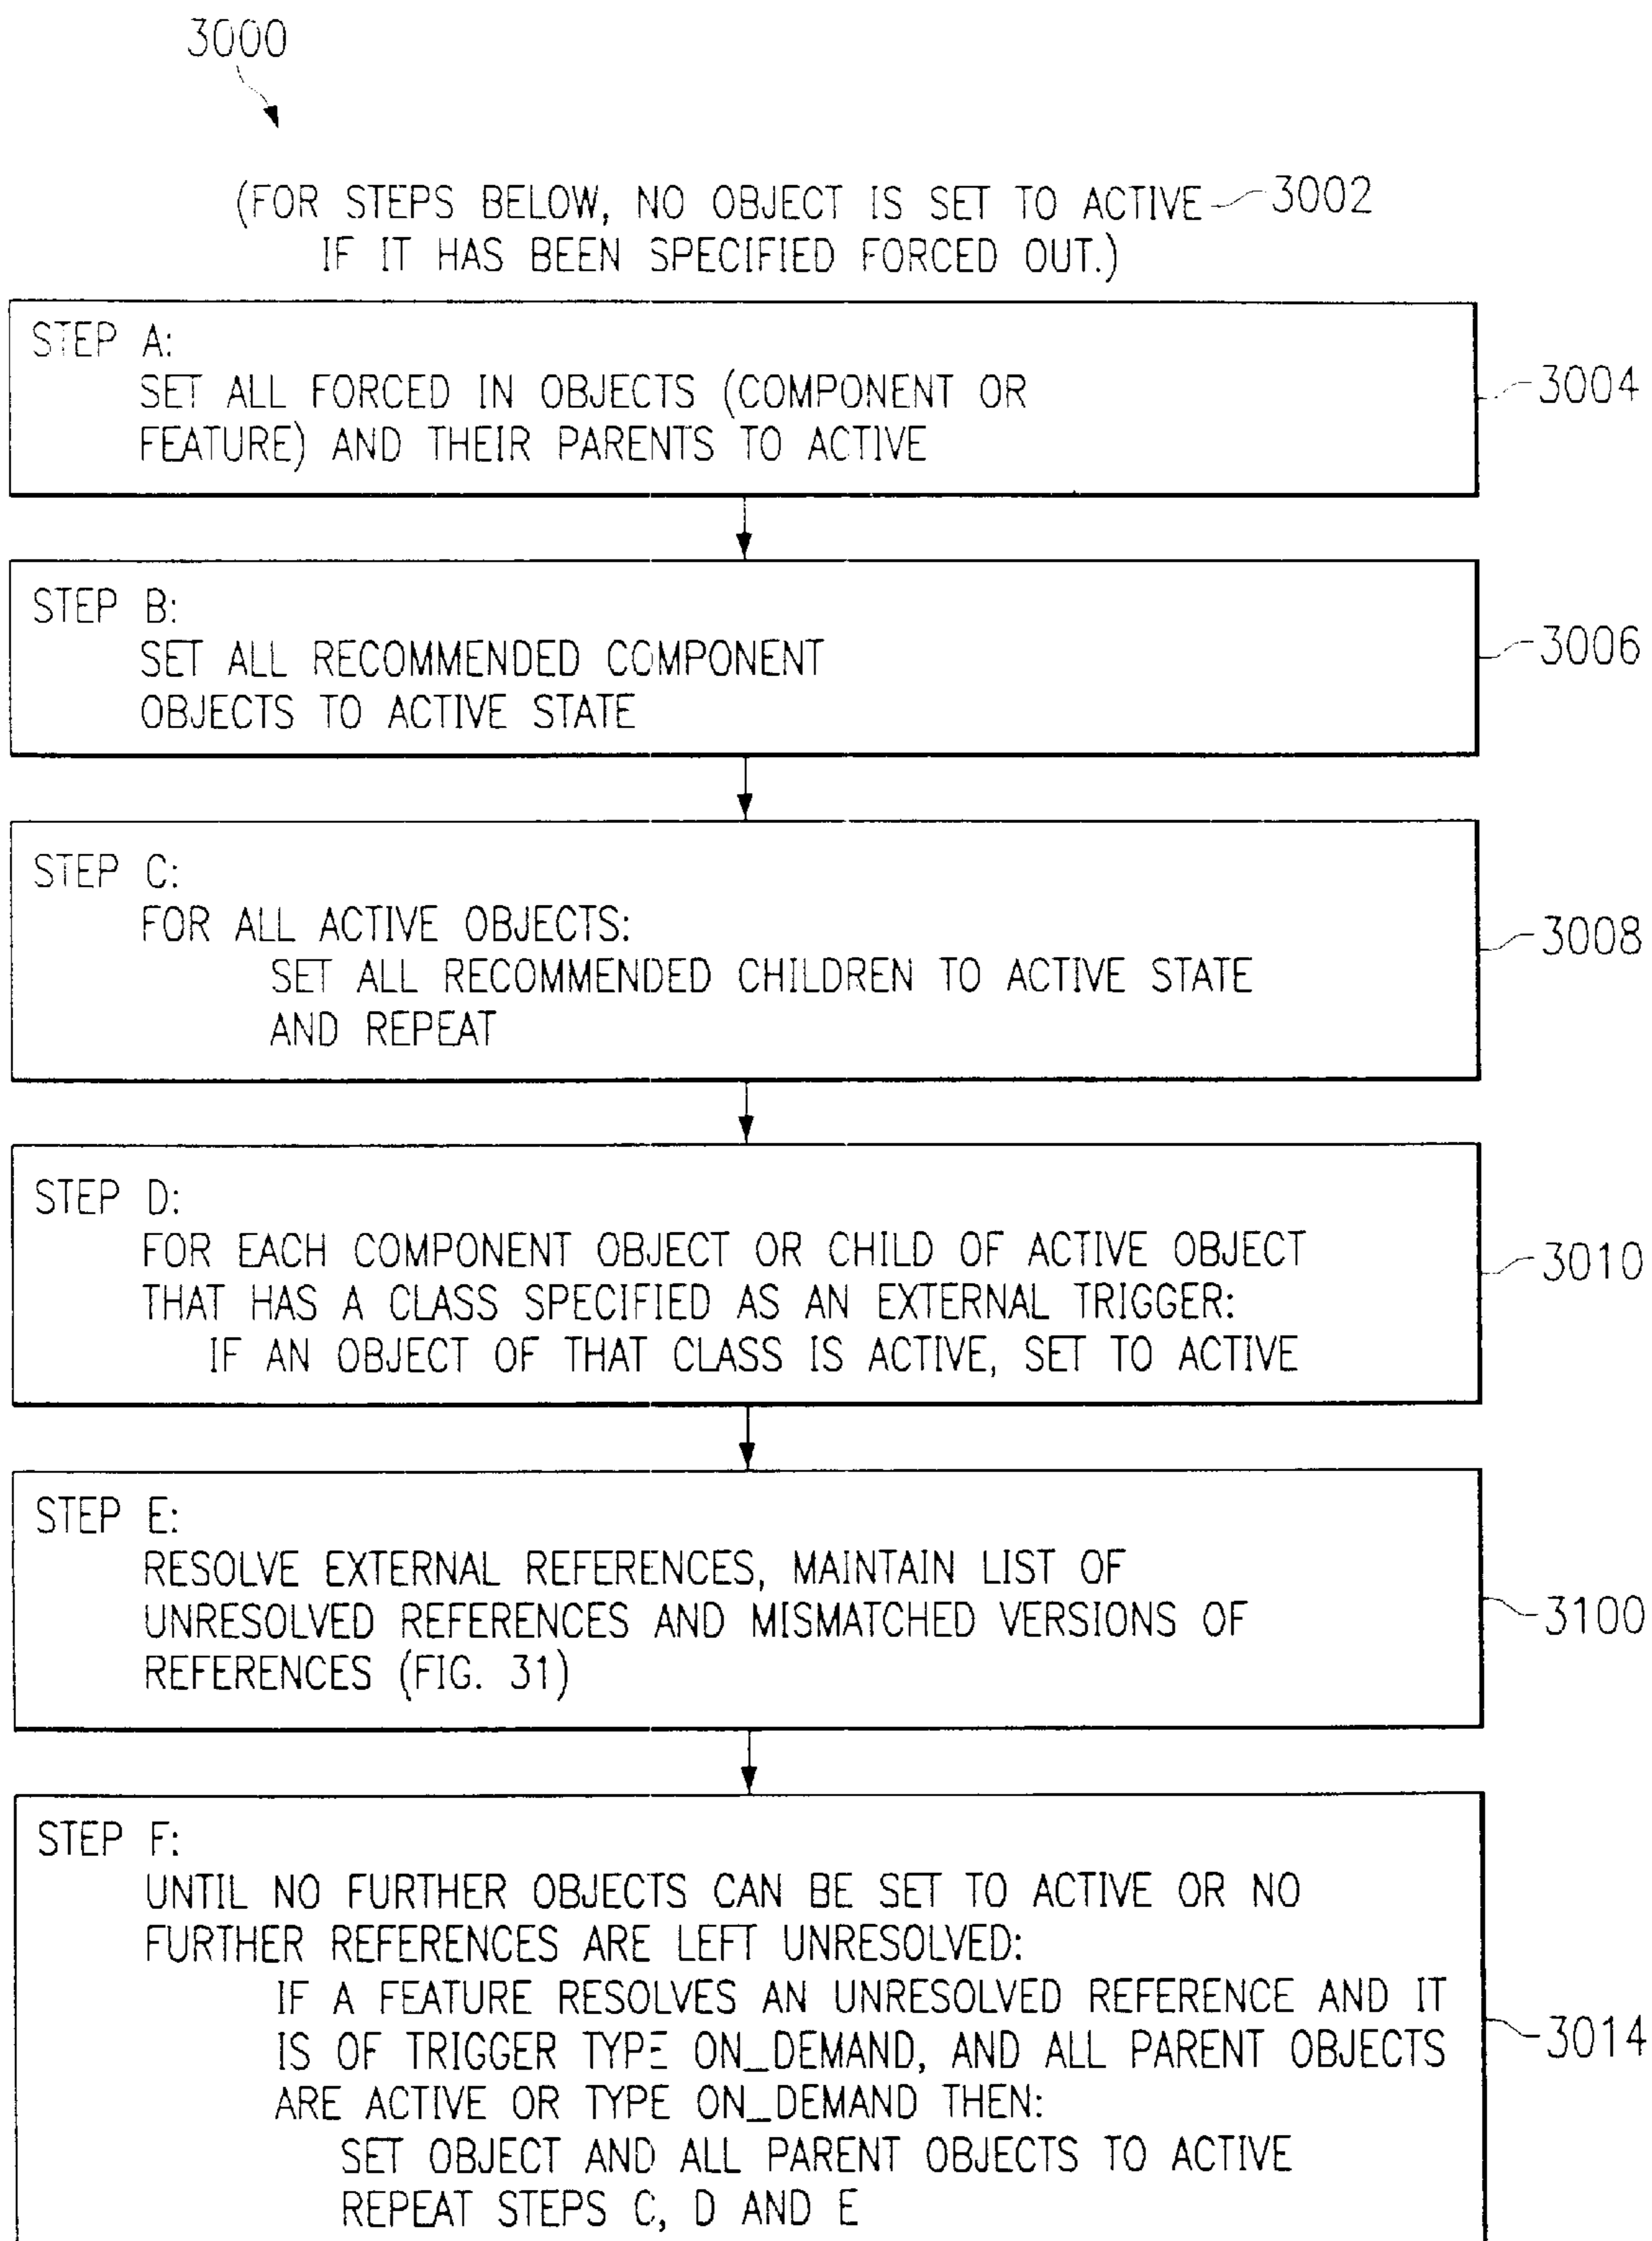 3000
(FOR STEPS BELOW, NO OBJECT IS SET TO ACTIVE 3002
IF IT HAS BEEN SPECIFIED FORCED OUT.)
STEP A:
SET ALL FORCED IN OBJECTS (COMPONENT OR
FEATURE) AND THEIR PARENTS TO ACTIVE
3004
STEP B:
SET ALL RECOMMENDED COMPONENT
OBJECTS TO ACTIVE STATE
3006
STEP C:
FOR ALL ACTIVE OBJECTS:
SET ALL RECOMMENDED CHILDREN TO ACTIVE STATE
AND REPEAT
3008
STEP D:
FOR EACH COMPONENT OBJECT OR CHILD OF ACTIVE OBJECT
THAT HAS A CLASS SPECIFIED AS AN EXTERNAL TRIGGER:
IF AN OBJECT OF THAT CLASS IS ACTIVE, SET TO ACTIVE
3010
STEP E:
RESOLVE EXTERNAL REFERENCES, MAINTAIN LIST OF
UNRESOLVED REFERENCES AND MISMATCHED VERSIONS OF
REFERENCES (FIG. 31)
3100
STEP F:
UNTIL NO FURTHER OBJECTS CAN BE SET TO ACTIVE OR NO
FURTHER REFERENCES ARE LEFT UNRESOLVED:
IF A FEATURE RESOLVES AN UNRESOLVED REFERENCE AND IT
IS OF TRIGGER TYPE ON_DEMAND, AND ALL PARENT OBJECTS
ARE ACTIVE OR TYPE ON_DEMAND THEN:
SET OBJECT AND ALL PARENT OBJECTS TO ACTIVE
REPEAT STEPS C, D AND E
3014